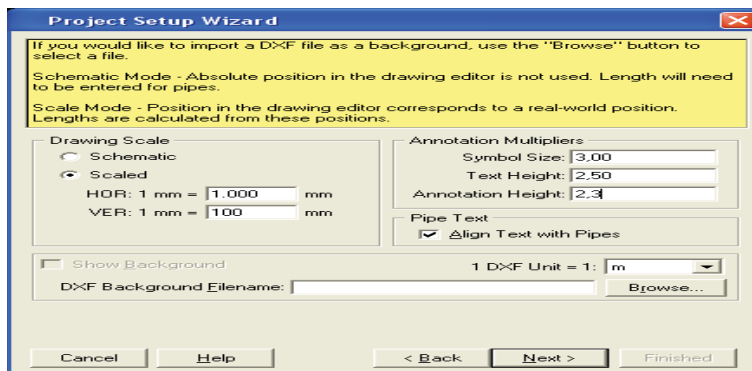 Project Setup Wizard
If you would like to import a DXF file as a background, use the "Browse" button to
select a file.
Schematic Mode - Absolute position in the drawing editor is not used. Length will need
to be entered for pipes.
Scale Mode - Position in the drawing editor corresponds to a real-world position.
Lengths are calculated from these positions.
Drawing Scale
Schematic
Scaled
HOR: 1 mm = 1.000 mm
VER: 1 mm = 100 mm
Annotation Multipliers
Symbol Size: 3,00
Text Height: 2,50
Annotation Height: 2,3
Pipe Text
Align Text with Pipes
Show Background
1 DXF Unit = 1: m
DXF Background Filename:
Browse...
Cancel
Help
< Back
Next >
Finished